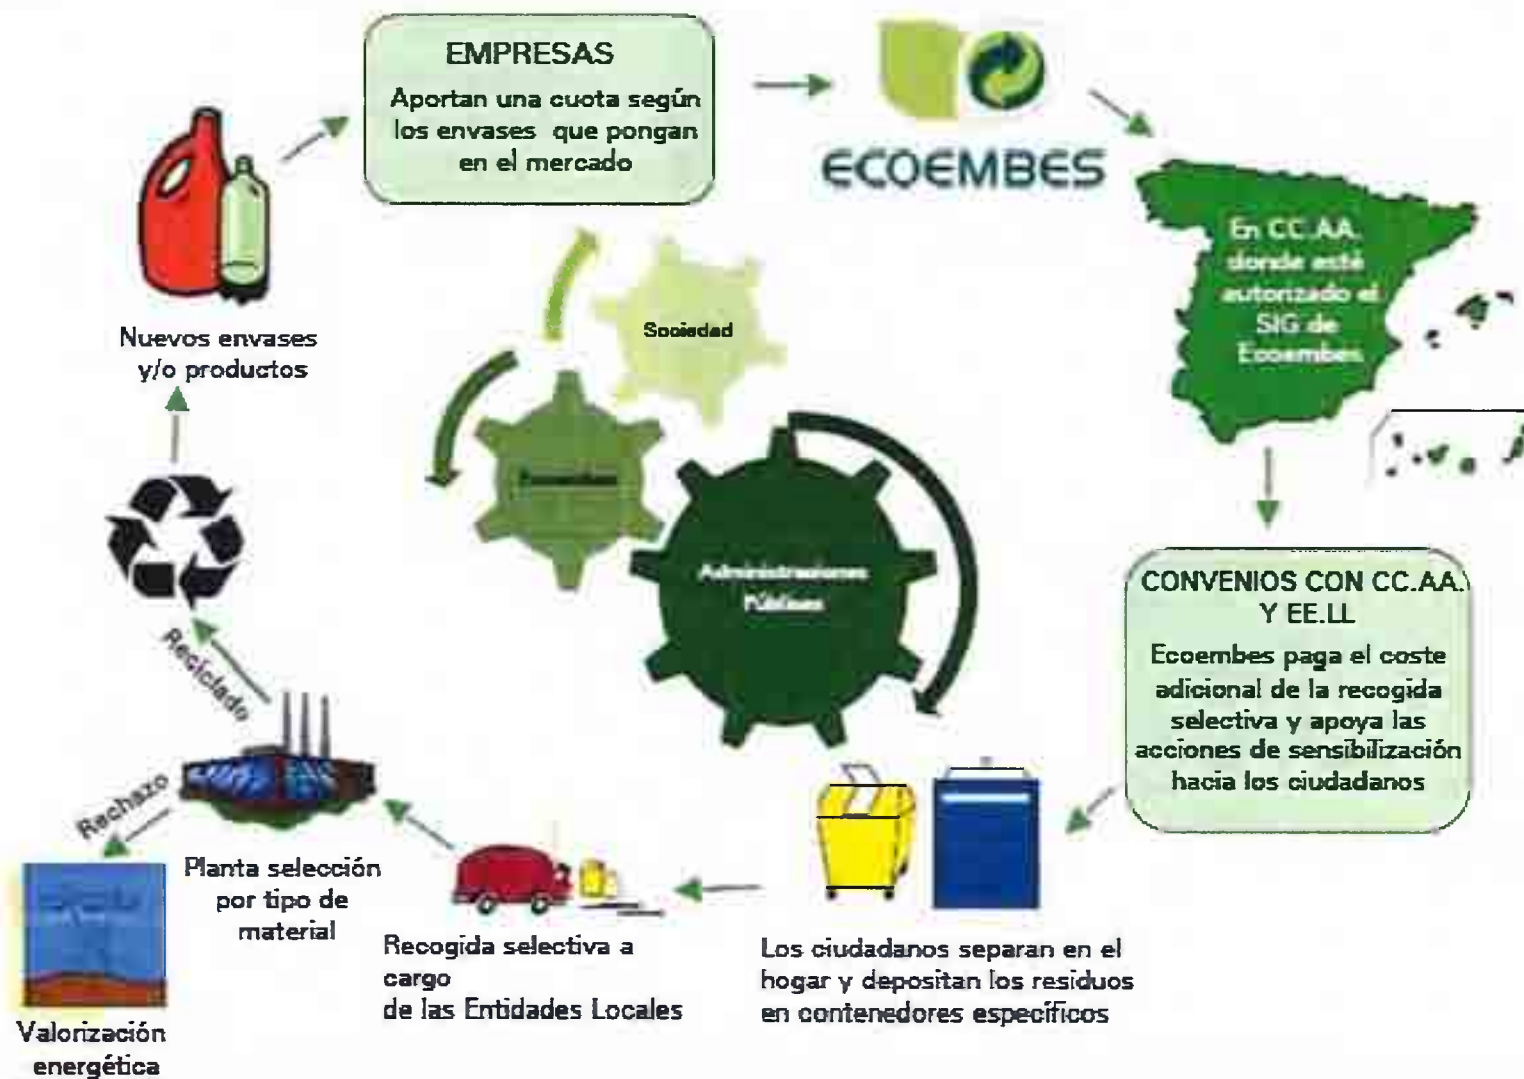 EMPRESAS
Aportan una cuota según
los envases que pongan
en el mercado
ECOEMBES
En CC.AA.
donde esté
autorizado el
SIG de
Ecoembes
CONVENIOS CON CC.AA.
Y EE.LL
Ecoembes paga el coste
adicional de la recogida
selectiva y apoya las
acciones de sensibilización
hacia los ciudadanos
Los ciudadanos separan en el
hogar y depositan los residuos
en contenedores específicos
Recogida selectiva a
cargo
de las Entidades Locales
Planta selección
por tipo de
material
Rechazo
Valorización
energética
Reciclado
Nuevos envases
y/o productos
Sociedad
Administraciones
Públicas